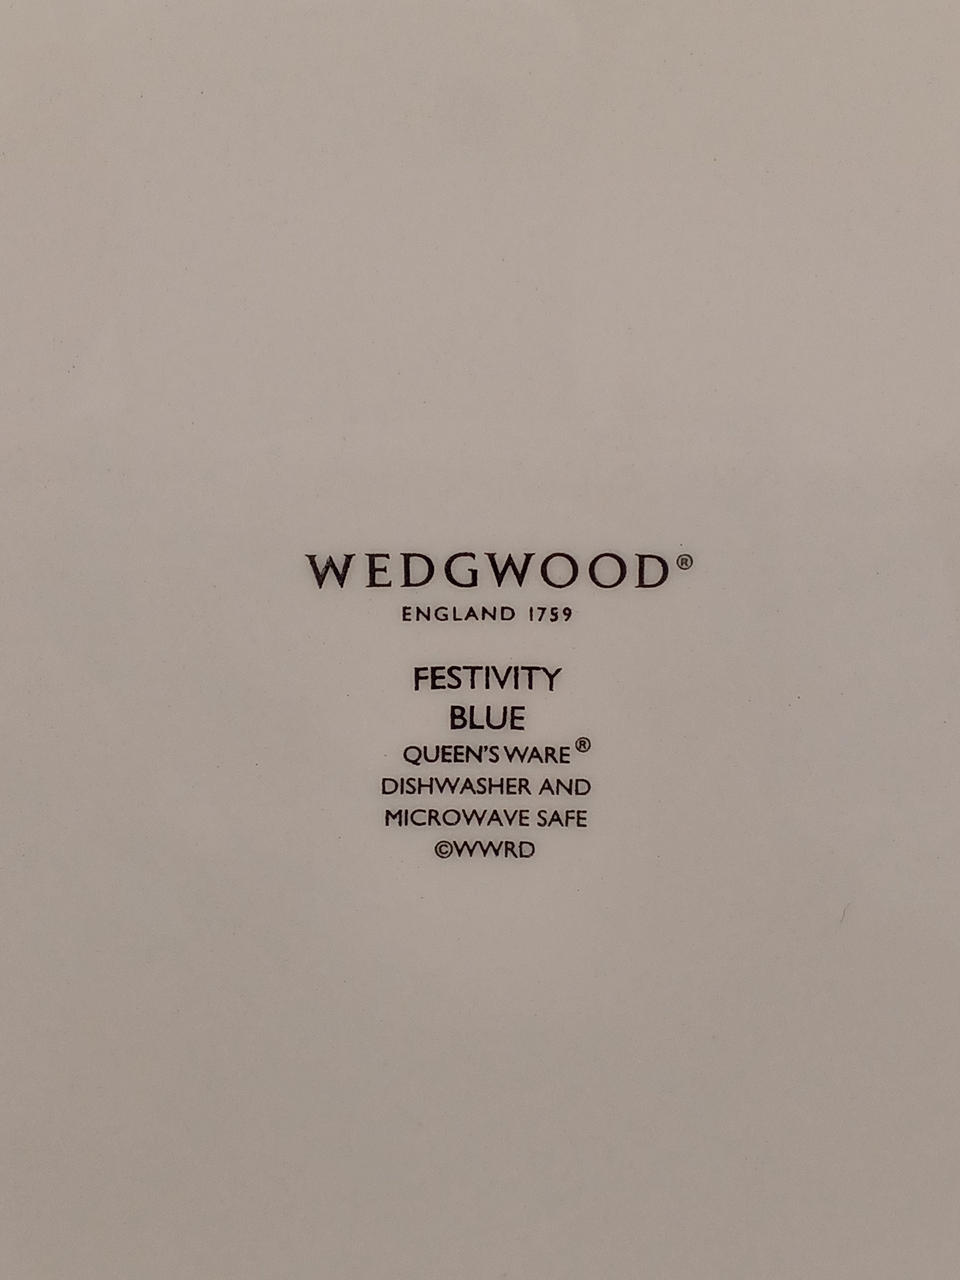 WEDGWOOD®
ENGLAND 1759
FESTIVITY
BLUE
QUEEN'S WARE®
DISHWASHER AND
MICROWAVE SAFE
©WWRD